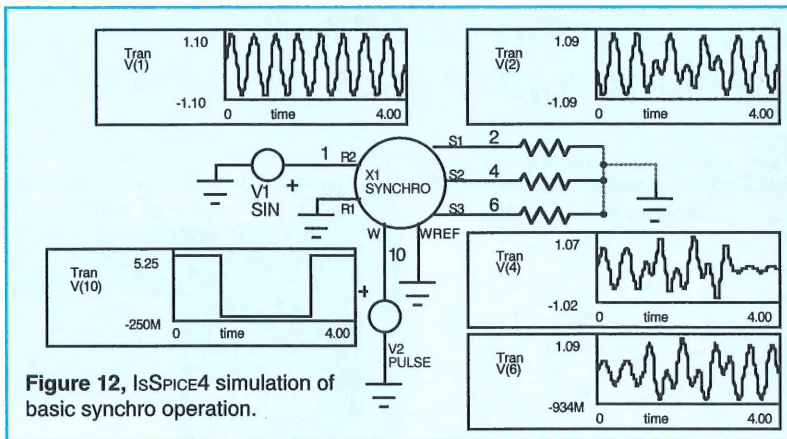 Tran
V(1)
1.10
-1.10
0 time 4.00
Tran
V(2)
1.09
-1.09
0 time 4.00
1 R2
V1
SIN
+
R1
X1
SYNCHRO
S1 2
S2 4
S3 6
W WREF
10
Tran
V(10)
5.25
-250M
0 time 4.00
+
V2
PULSE
Tran
V(4)
1.07
-1.02
0 time 4.00
Tran
V(6)
1.09
-934M
0 time 4.00
Figure 12, IsSPICE4 simulation of
basic synchro operation.